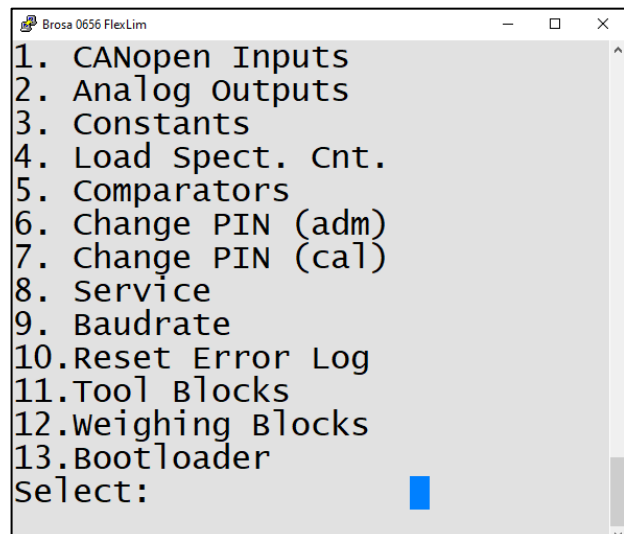 Brosa 0656 FlexLim
1. CANopen Inputs
2. Analog Outputs
3. Constants
4. Load Spect. Cnt.
5. Comparators
6. Change PIN (adm)
7. Change PIN (cal)
8. Service
9. Baudrate
10.Reset Error Log
11.Tool Blocks
12.Weighing Blocks
13.Bootloader
Select: